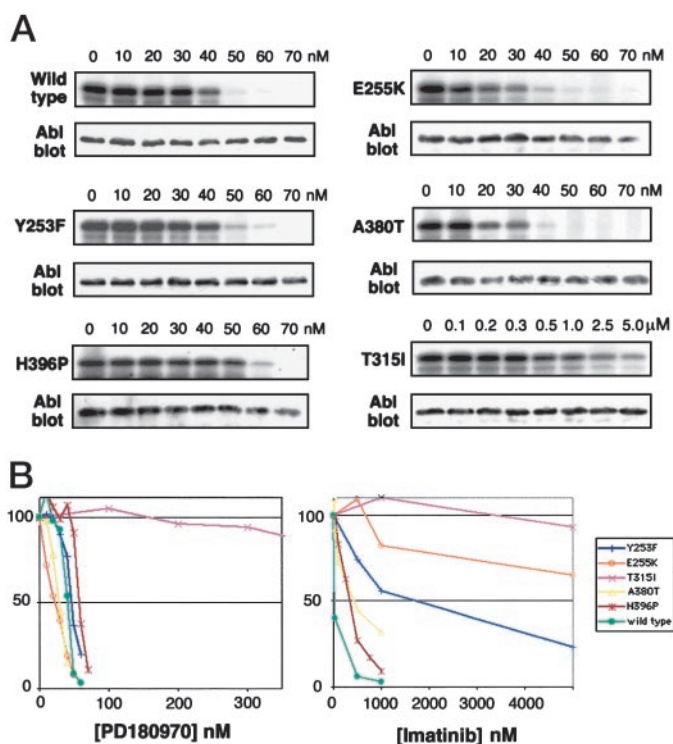 A
0 10 20 30 40 50 60 70 nM
Wild type
Abl blot
0 10 20 30 40 50 60 70 nM
Y253F
Abl blot
0 10 20 30 40 50 60 70 nM
H396P
Abl blot
0 10 20 30 40 50 60 70 nM
E255K
Abl blot
0 10 20 30 40 50 60 70 nM
A380T
Abl blot
0 0.1 0.2 0.3 0.5 1.0 2.5 5.0 µM
T315I
Abl blot
B
100
50
0
0 100 200 300
[PD180970] nM
100
50
0
0 1000 2000 3000 4000
[Imatinib] nM
Y253F
E255K
T315I
A380T
H396P
wild type